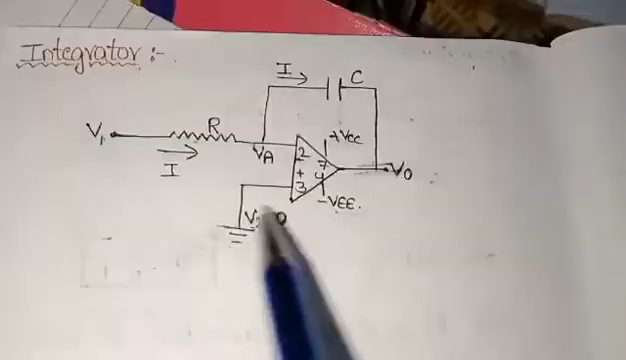 Integrator :-
I
C
R
V1
I
VA
2
+
3
7
4
+VCC
VO
-VEE.